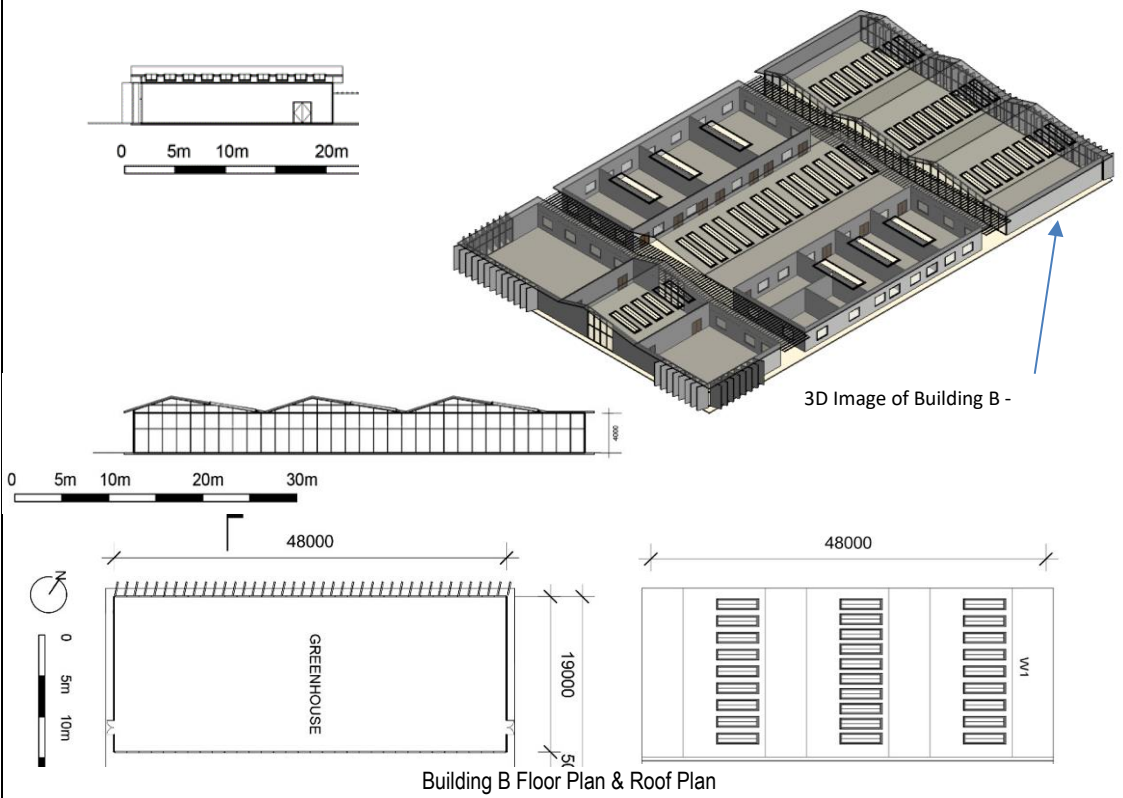 0 5m 10m 20m
3D Image of Building B -
4000
0 5m 10m 20m 30m
48000
48000
N
0 5m 10m
GREENHOUSE
19000
W1
Building B Floor Plan & Roof Plan